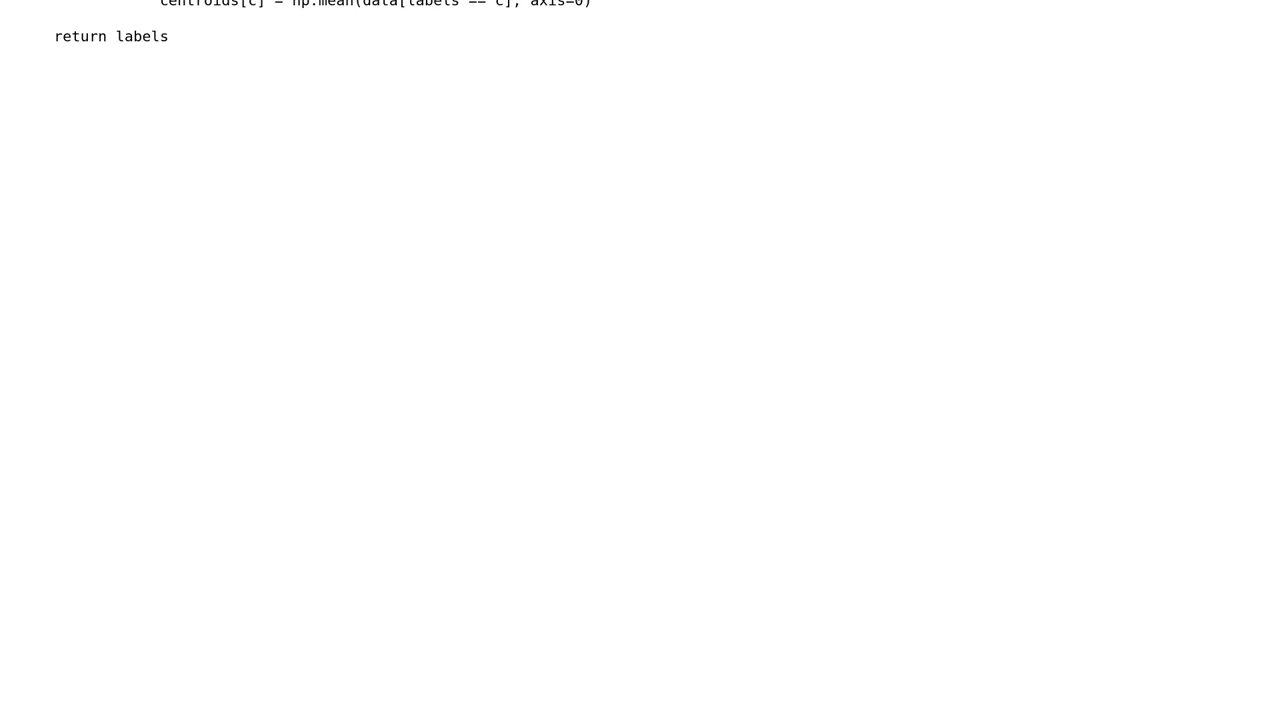 centroids[c] = np.mean(data[labels == c], axis=0)
return labels